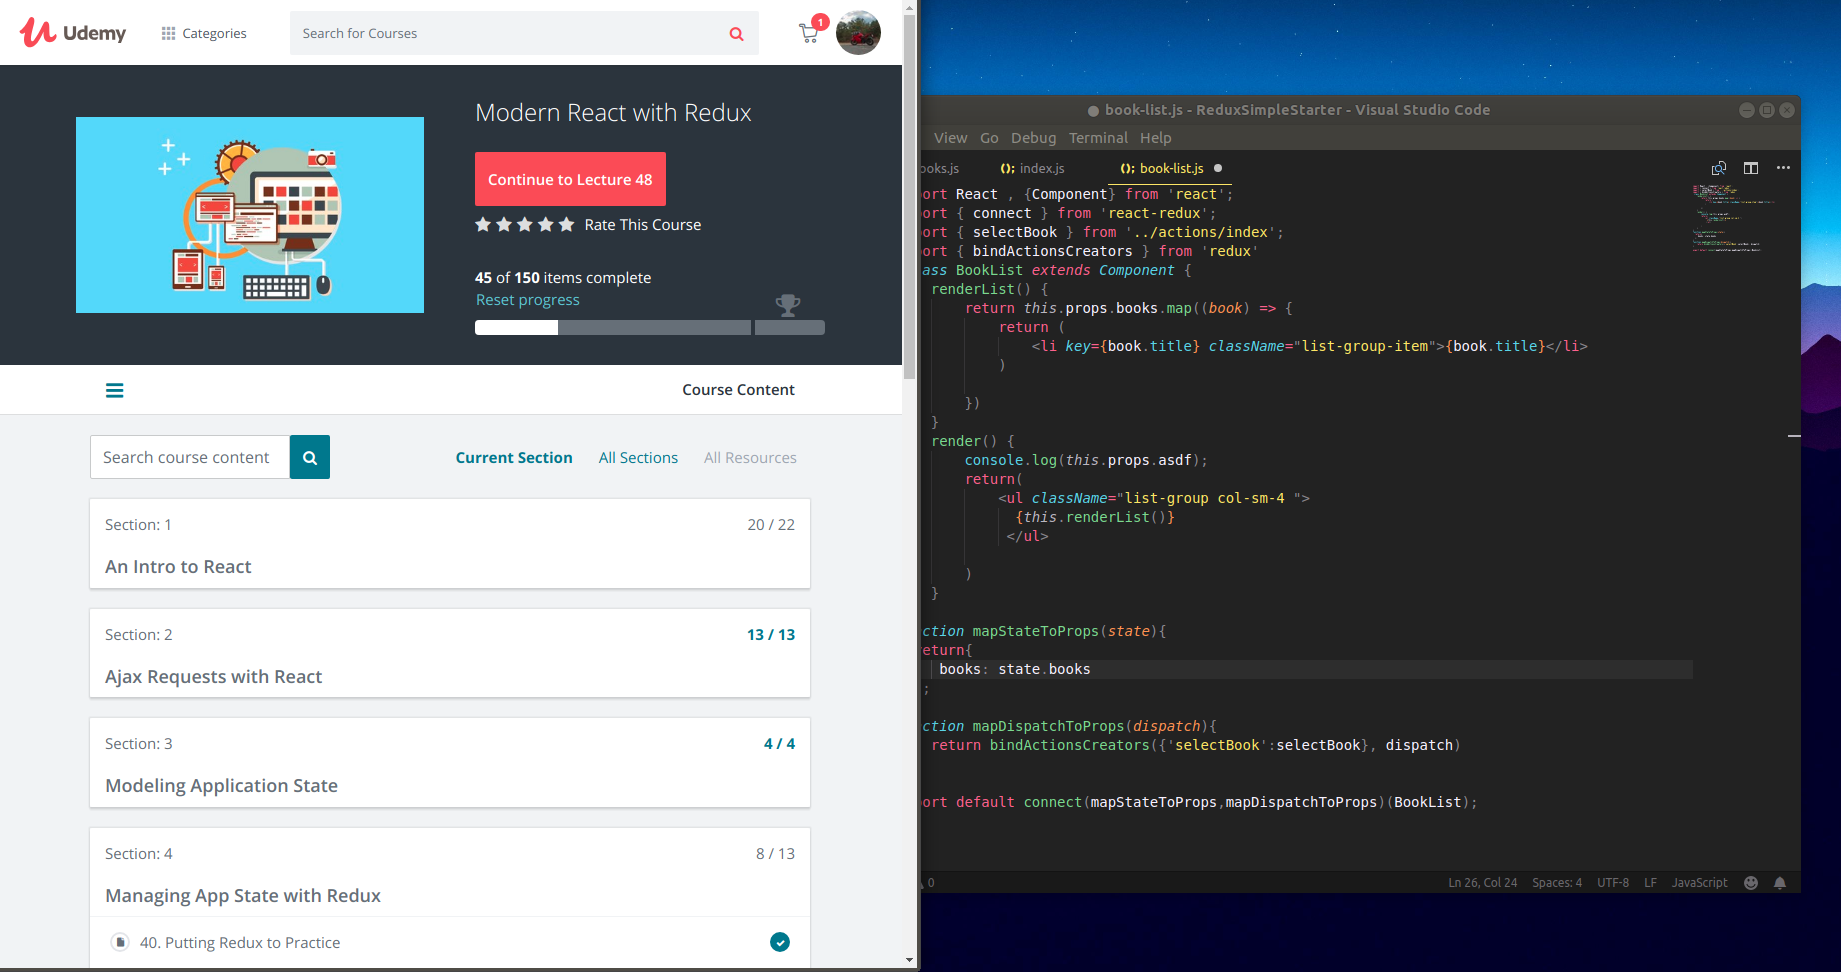 Udemy
Categories
Search for Courses
1
Modern React with Redux
Continue to Lecture 48
Rate This Course
45 of 150 items complete
Reset progress
Course Content
Search course content
Current Section
All Sections
All Resources
Section: 1
20 / 22
An Intro to React
Section: 2
13 / 13
Ajax Requests with React
Section: 3
4 / 4
Modeling Application State
Section: 4
8 / 13
Managing App State with Redux
40. Putting Redux to Practice
● book-list.js - ReduxSimpleStarter - Visual Studio Code
View Go Debug Terminal Help
ooks.js
(); index.js
(); book-list.js
ort React , {Component} from 'react';
ort { connect } from 'react-redux';
ort { selectBook } from '../actions/index';
ort { bindActionsCreators } from 'redux'
ass BookList extends Component {
renderList() {
return this.props.books.map((book) => {
return (
<li key={book.title} className="list-group-item">{book.title}</li>
)
})
}
render() {
console.log(this.props.asdf);
return(
<ul className="list-group col-sm-4 ">
{this.renderList()}
</ul>
)
}
ction mapStateToProps(state){
eturn{
books: state.books
;
ction mapDispatchToProps(dispatch){
return bindActionsCreators({'selectBook':selectBook}, dispatch)
ort default connect(mapStateToProps,mapDispatchToProps)(BookList);
0
Ln 26, Col 24
Spaces: 4
UTF-8
LF
JavaScript